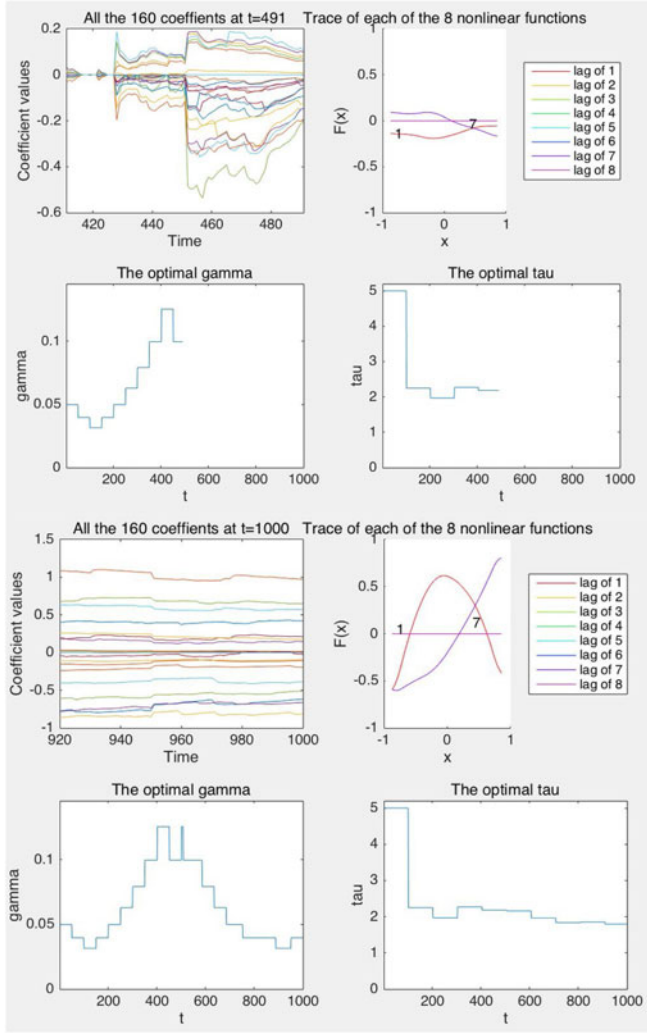 All the 160 coeffients at t=491
Trace of each of the 8 nonlinear functions
0.2
0
-0.2
-0.4
-0.6
Coefficient values
420
440
460
480
Time
1
0.5
0
-0.5
-1
F(x)
1
7
-1
0
1
x
lag of 1
lag of 2
lag of 3
lag of 4
lag of 5
lag of 6
lag of 7
lag of 8
The optimal gamma
0.1
0.05
0
gamma
0
200
400
600
800
1000
t
The optimal tau
5
4
3
2
1
0
tau
0
200
400
600
800
1000
t
All the 160 coeffients at t=1000
Trace of each of the 8 nonlinear functions
1.5
1
0.5
0
-0.5
-1
Coefficient values
920
940
960
980
1000
Time
1
0.5
0
-0.5
-1
F(x)
1
7
-1
0
1
x
lag of 1
lag of 2
lag of 3
lag of 4
lag of 5
lag of 6
lag of 7
lag of 8
The optimal gamma
0.1
0.05
0
gamma
0
200
400
600
800
1000
t
The optimal tau
5
4
3
2
1
0
tau
0
200
400
600
800
1000
t